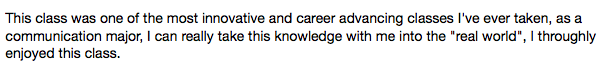 This class was one of the most innovative and career advancing classes I've ever taken, as a
communication major, I can really take this knowledge with me into the "real world", I throughly
enjoyed this class.